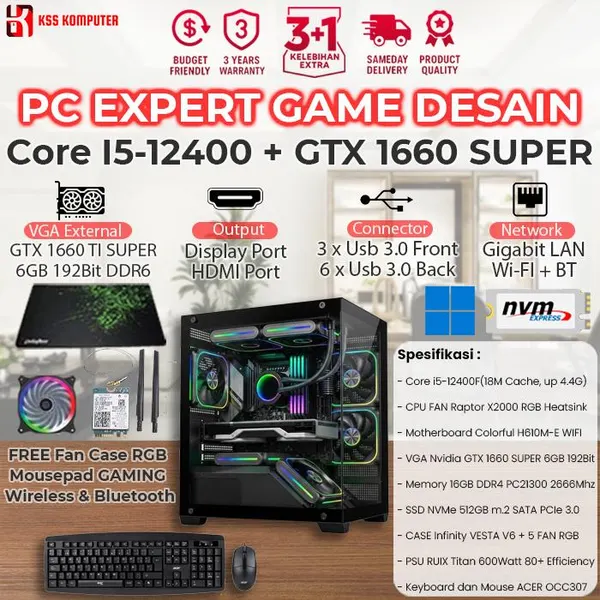 KSS KOMPUTER
BUDGET
FRIENDLY
3
3 YEARS
WARRANTY
3+1
KELEBIHAN
EXTRA
SAMEDAY
DELIVERY
PRODUCT
QUALITY
PC EXPERT GAME DESAIN
Core I5-12400 + GTX 1660 SUPER
VGA External
GTX 1660 TI SUPER
6GB 192Bit DDR6
Output
Display Port
HDMI Port
Connector
3 x Usb 3.0 Front
6 x Usb 3.0 Back
Network
Gigabit LAN
Wi-FI + BT
nvm
EXPRESS
FREE Fan Case RGB
Mousepad GAMING
Wireless & Bluetooth
Spesifikasi :
- Core i5-12400F(18M Cache, up 4.4G)
- CPU FAN Raptor X2000 RGB Heatsink
- Motherboard Colorful H610M-E WIFI
- VGA Nvidia GTX 1660 SUPER 6GB 192Bit
- Memory 16GB DDR4 PC21300 2666Mhz
- SSD NVMe 512GB m.2 SATA PCIe 3.0
- CASE Infinity VESTA V6 + 5 FAN RGB
- PSU RUIX Titan 600Watt 80+ Efficiency
- Keyboard dan Mouse ACER OCC307